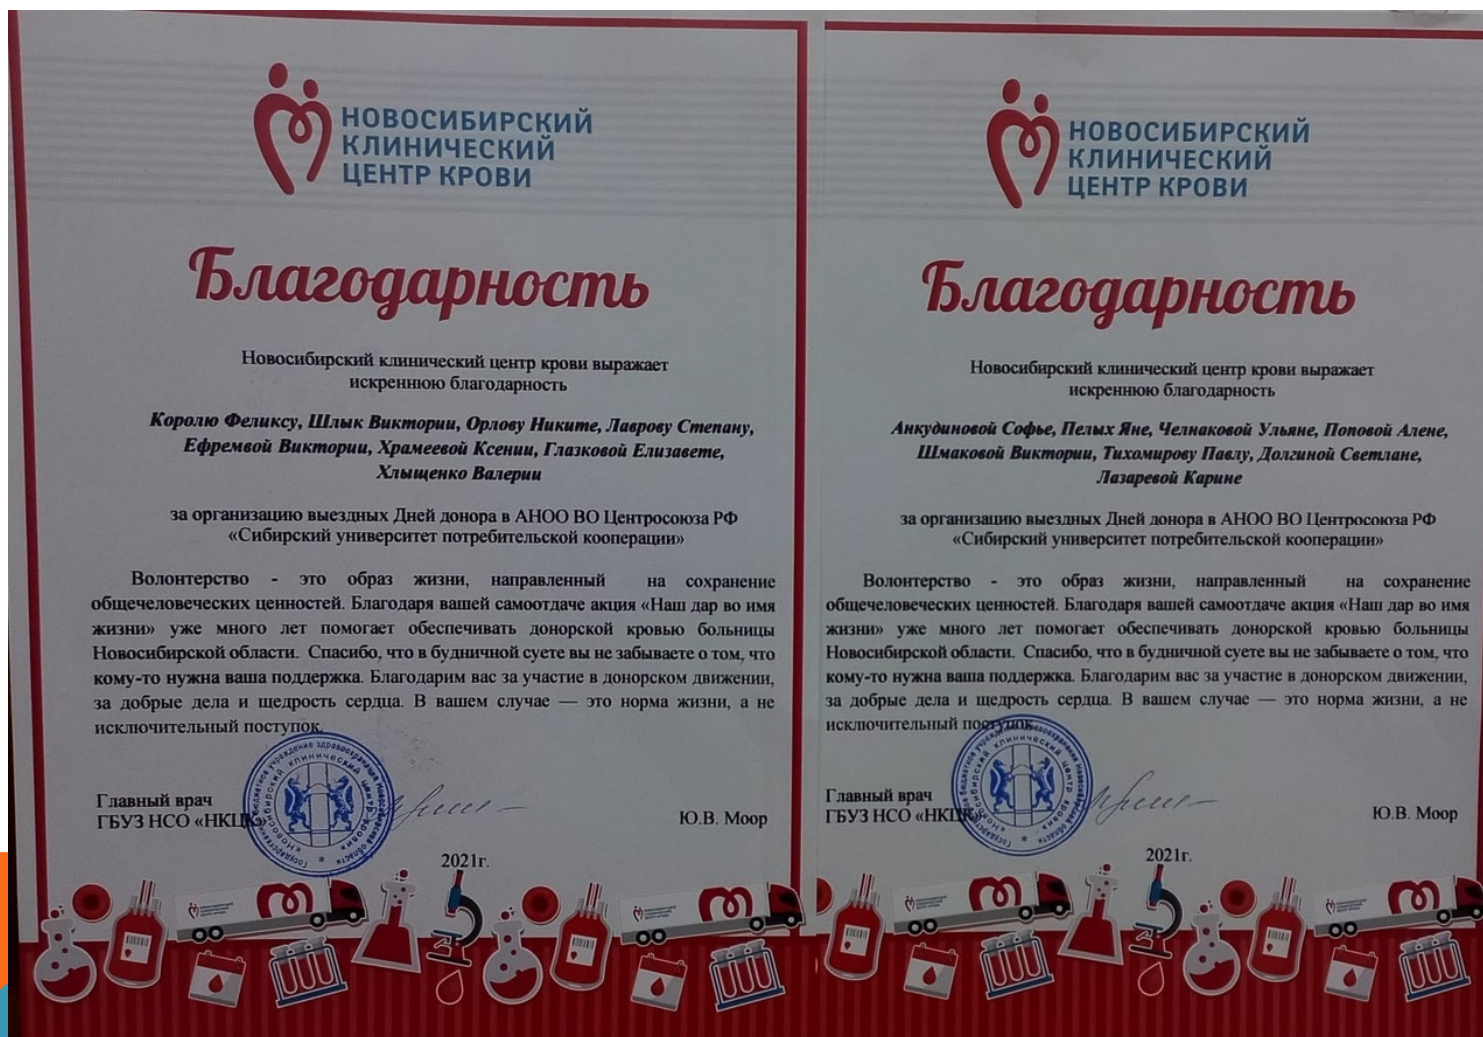 НОВОСИБИРСКИЙ
КЛИНИЧЕСКИЙ
ЦЕНТР КРОВИ
Благодарность
Новосибирский клинический центр крови выражает
искреннюю благодарность
Королю Феликсу, Шлык Виктории, Орлову Никите, Лаврову Степану,
Ефремвой Виктории, Храмеевой Ксении, Глазковой Елизавете,
Хлыщенко Валерии
за организацию выездных Дней донора в АНОО ВО Центросоюза РФ
«Сибирский университет потребительской кооперации»
Волонтерство - это образ жизни, направленный на сохранение
общечеловеческих ценностей. Благодаря вашей самоотдаче акция «Наш дар во имя
жизни» уже много лет помогает обеспечивать донорской кровью больницы
Новосибирской области. Спасибо, что в будничной суете вы не забываете о том, что
кому-то нужна ваша поддержка. Благодарим вас за участие в донорском движении,
за добрые дела и щедрость сердца. В вашем случае — это норма жизни, а не
исключительный поступок.
Главный врач
ГБУЗ НСО «НКЦК»
Ю.В. Моор
2021г.
НОВОСИБИРСКИЙ
КЛИНИЧЕСКИЙ
ЦЕНТР КРОВИ
Благодарность
Новосибирский клинический центр крови выражает
искреннюю благодарность
Анкудиновой Софье, Пелых Яне, Челнаковой Ульяне, Поповой Алене,
Шмаковой Виктории, Тихомирову Павлу, Долгиной Светлане,
Лазаревой Карине
за организацию выездных Дней донора в АНОО ВО Центросоюза РФ
«Сибирский университет потребительской кооперации»
Волонтерство - это образ жизни, направленный на сохранение
общечеловеческих ценностей. Благодаря вашей самоотдаче акция «Наш дар во имя
жизни» уже много лет помогает обеспечивать донорской кровью больницы
Новосибирской области. Спасибо, что в будничной суете вы не забываете о том, что
кому-то нужна ваша поддержка. Благодарим вас за участие в донорском движении,
за добрые дела и щедрость сердца. В вашем случае — это норма жизни, а не
исключительный поступок.
Главный врач
ГБУЗ НСО «НКЦК»
Ю.В. Моор
2021г.